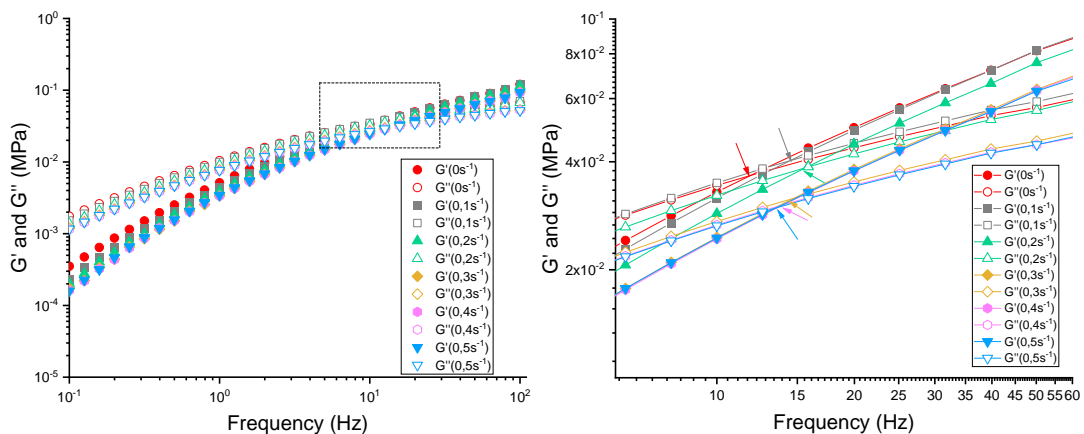 G' and G'' (MPa)
10⁰
10⁻¹
10⁻²
10⁻³
10⁻⁴
10⁻⁵
10⁻¹ 10⁰ 10¹ 10²
Frequency (Hz)
G'(0s⁻¹)
G''(0s⁻¹)
G'(0,1s⁻¹)
G''(0,1s⁻¹)
G'(0,2s⁻¹)
G''(0,2s⁻¹)
G'(0,3s⁻¹)
G''(0,3s⁻¹)
G'(0,4s⁻¹)
G''(0,4s⁻¹)
G'(0,5s⁻¹)
G''(0,5s⁻¹)
G' and G'' (MPa)
10⁻¹
8x10⁻²
6x10⁻²
4x10⁻²
2x10⁻²
10 15 20 25 30 35 40 45 50 55 60
Frequency (Hz)
G'(0s⁻¹)
G''(0s⁻¹)
G'(0,1s⁻¹)
G''(0,1s⁻¹)
G'(0,2s⁻¹)
G''(0,2s⁻¹)
G'(0,3s⁻¹)
G''(0,3s⁻¹)
G'(0,4s⁻¹)
G''(0,4s⁻¹)
G'(0,5s⁻¹)
G''(0,5s⁻¹)